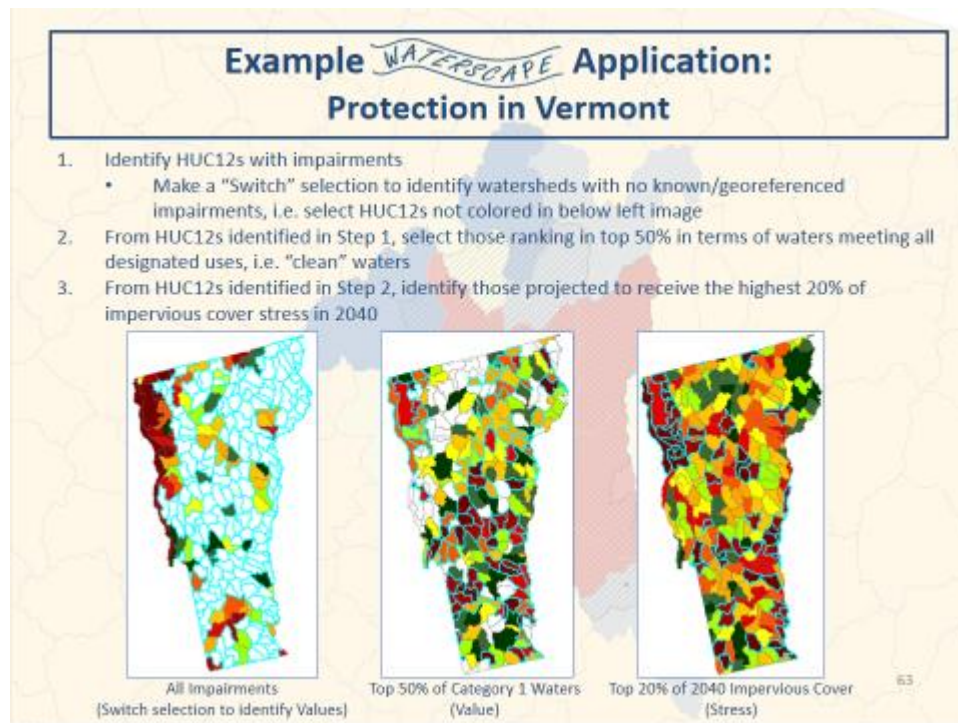 Example WATERSCAPE Application:
Protection in Vermont
1. Identify HUC12s with impairments
• Make a “Switch” selection to identify watersheds with no known/georeferenced
impairments, i.e. select HUC12s not colored in below left image
2. From HUC12s identified in Step 1, select those ranking in top 50% in terms of waters meeting all
designated uses, i.e. “clean” waters
3. From HUC12s identified in Step 2, identify those projected to receive the highest 20% of
impervious cover stress in 2040
All Impairments
(Switch selection to identify Values)
Top 50% of Category 1 Waters
(Value)
Top 20% of 2040 Impervious Cover
(Stress)
63